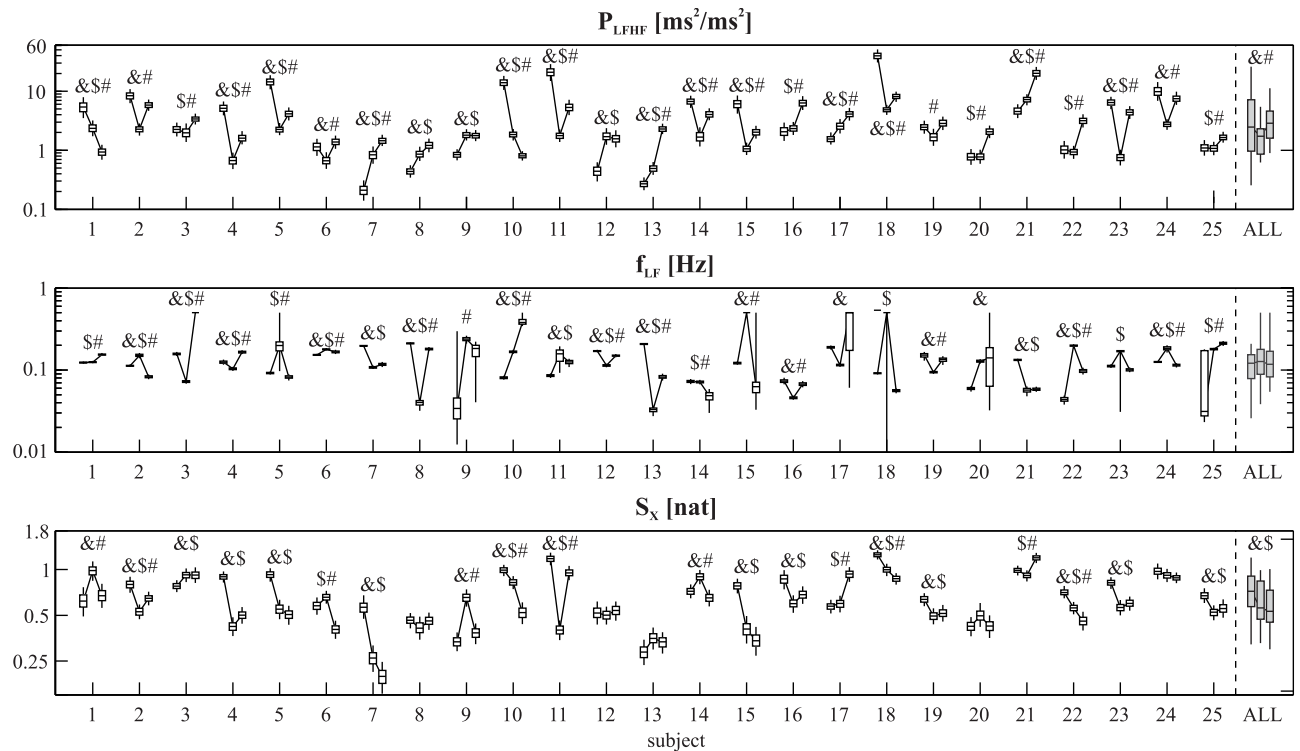 P_LFHF [ms²/ms²]
60
&$# &# $# &$# &$# &# &$# &$ &$ &$# &$# &$ &$# &$# &$# $# &$# &$# # $# &$# $# &$# &# $# &#
10
1
0.1
1 2 3 4 5 6 7 8 9 10 11 12 13 14 15 16 17 18 19 20 21 22 23 24 25 ALL
f_LF [Hz]
1
$# &$# &$# &$# $# &$# &$ &$# # &$# &$ &$# &$# $# &# &# & $ &# & &$ &$# $ &$# $#
0.1
0.01
1 2 3 4 5 6 7 8 9 10 11 12 13 14 15 16 17 18 19 20 21 22 23 24 25 ALL
S_X [nat]
1.8
&# &$# &$ &$ &$ $# &$ &# &$# &$# &# &$ &$ $# &$# &$ $# &$# &$ &$ &$
1
0.5
0.25
1 2 3 4 5 6 7 8 9 10 11 12 13 14 15 16 17 18 19 20 21 22 23 24 25 ALL
subject